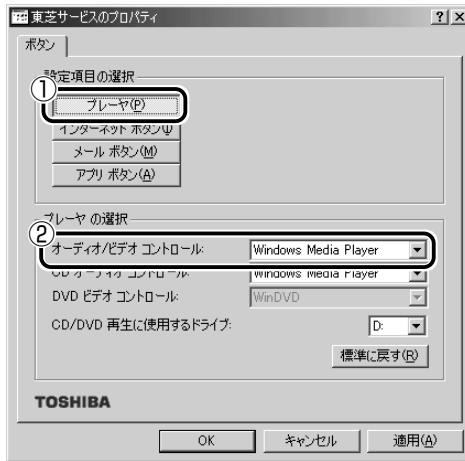 東芝サービスのプロパティ
ボタン
設定項目の選択
①
プレーヤ(P)
インターネット ボタン(I)
メール ボタン(M)
アプリ ボタン(A)
プレーヤ の選択
②
オーディオ/ビデオ コントロール: Windows Media Player
CD オーディオ コントロール: Windows Media Player
DVD ビデオ コントロール: WinDVD
CD/DVD 再生に使用するドライブ: D:
標準に戻す(R)
TOSHIBA
OK キャンセル 適用(A)